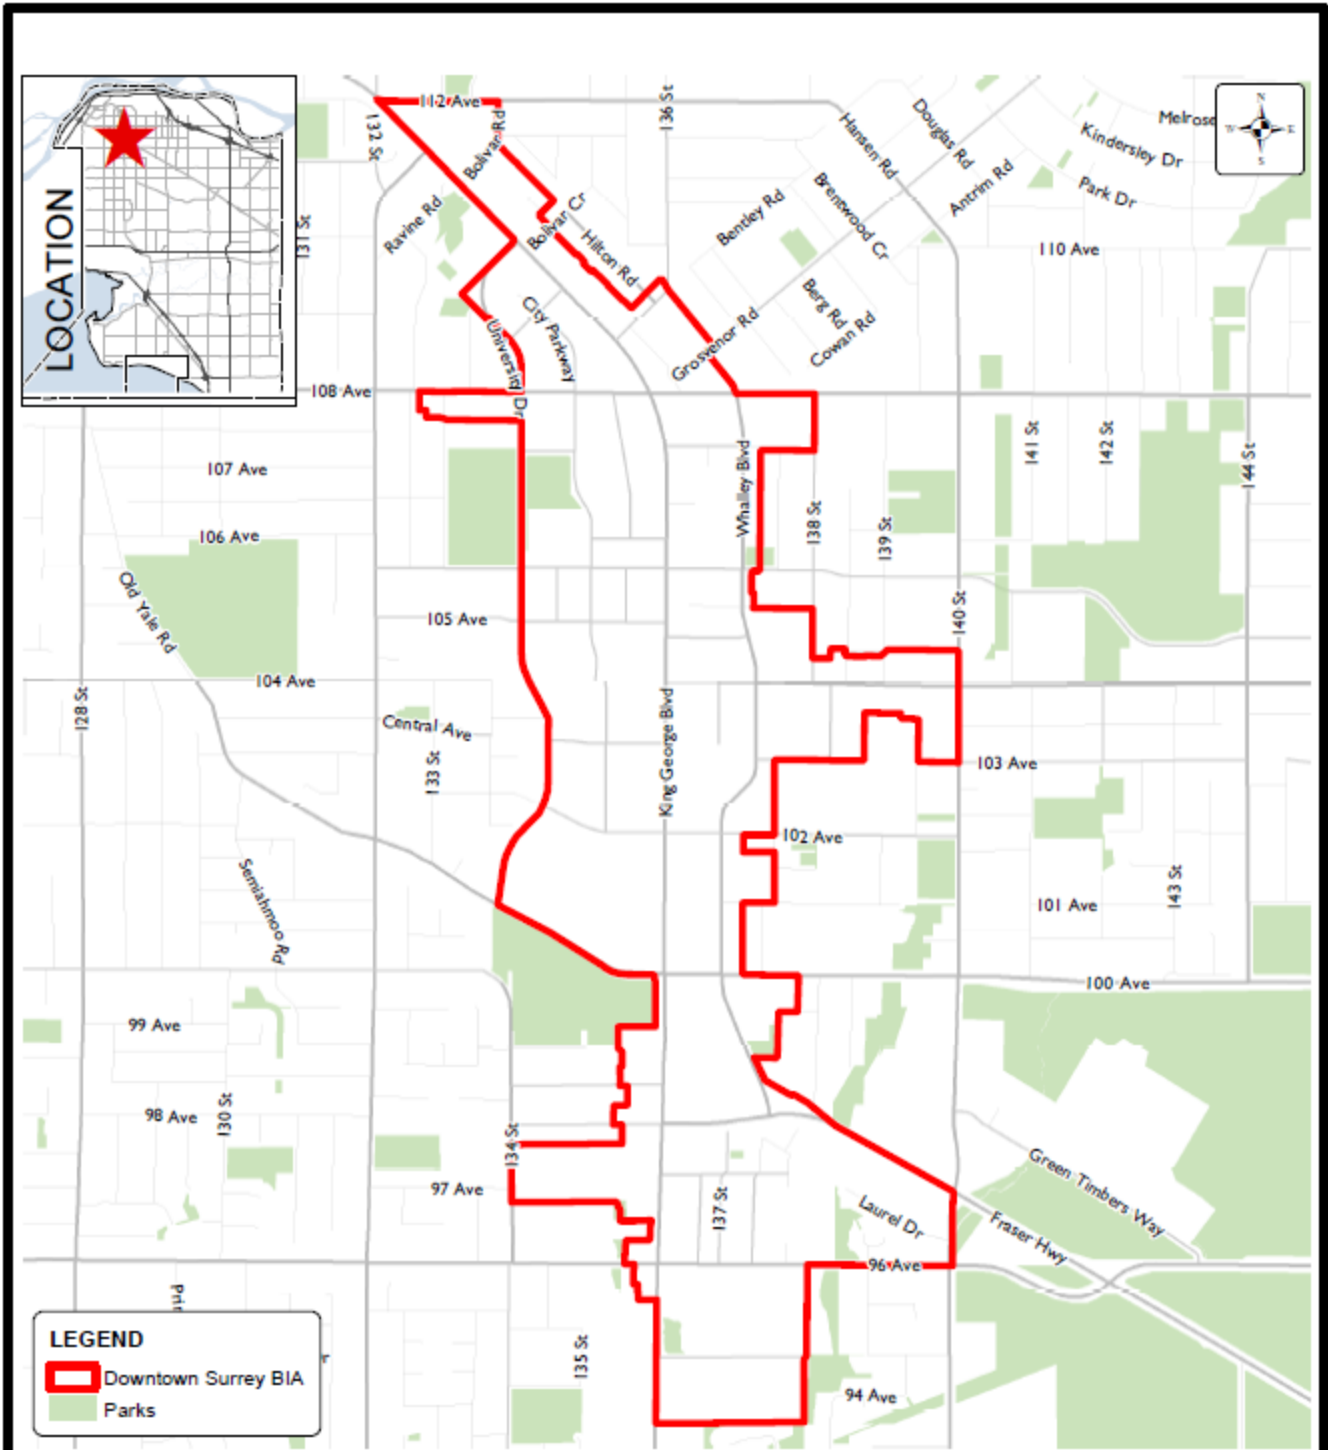 112 Ave
136 St
132 St
Bolivar Rd
Hansen Rd
Douglas Rd
Melrose
Kindersley Dr
N
W
E
S
Park Dr
Antrim Rd
Brentwood Cr
Bentley Rd
Ravine Rd
131 St
Bolivar Cr
Hilton Rd
110 Ave
LOCATION
City Parkway
University Dr
Berg Rd
Cowan Rd
Grosvenor Rd
108 Ave
107 Ave
Whalley Blvd
141 St
142 St
144 St
106 Ave
138 St
139 St
Old Yale Rd
105 Ave
140 St
104 Ave
128 St
Central Ave
133 St
King George Blvd
103 Ave
102 Ave
Semiahmoo Rd
101 Ave
143 St
100 Ave
99 Ave
98 Ave
130 St
134 St
97 Ave
137 St
Laurel Dr
Green Timbers Way
Fraser Hwy
96 Ave
135 St
94 Ave
LEGEND
Downtown Surrey BIA
Parks